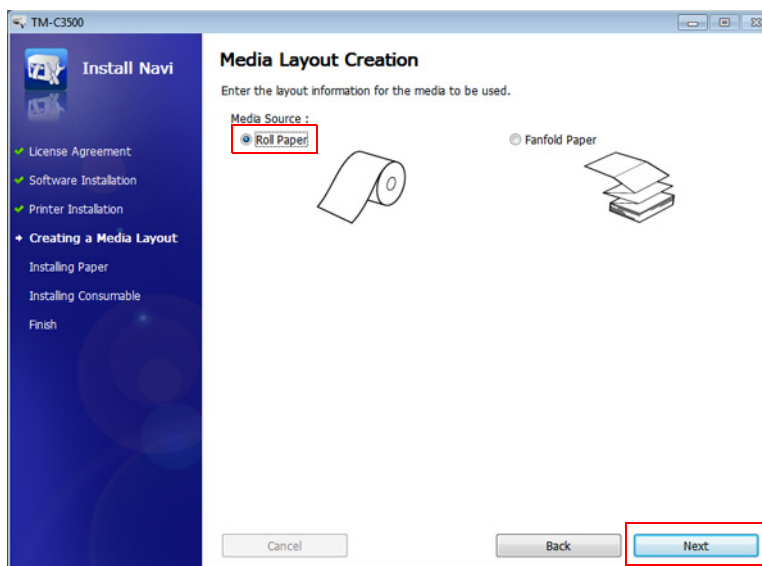 TM-C3500
Install Navi
License Agreement
Software Installation
Printer Installation
Creating a Media Layout
Installing Paper
Installing Consumable
Finish
Media Layout Creation
Enter the layout information for the media to be used.
Media Source :
Roll Paper
Fanfold Paper
Cancel
Back
Next